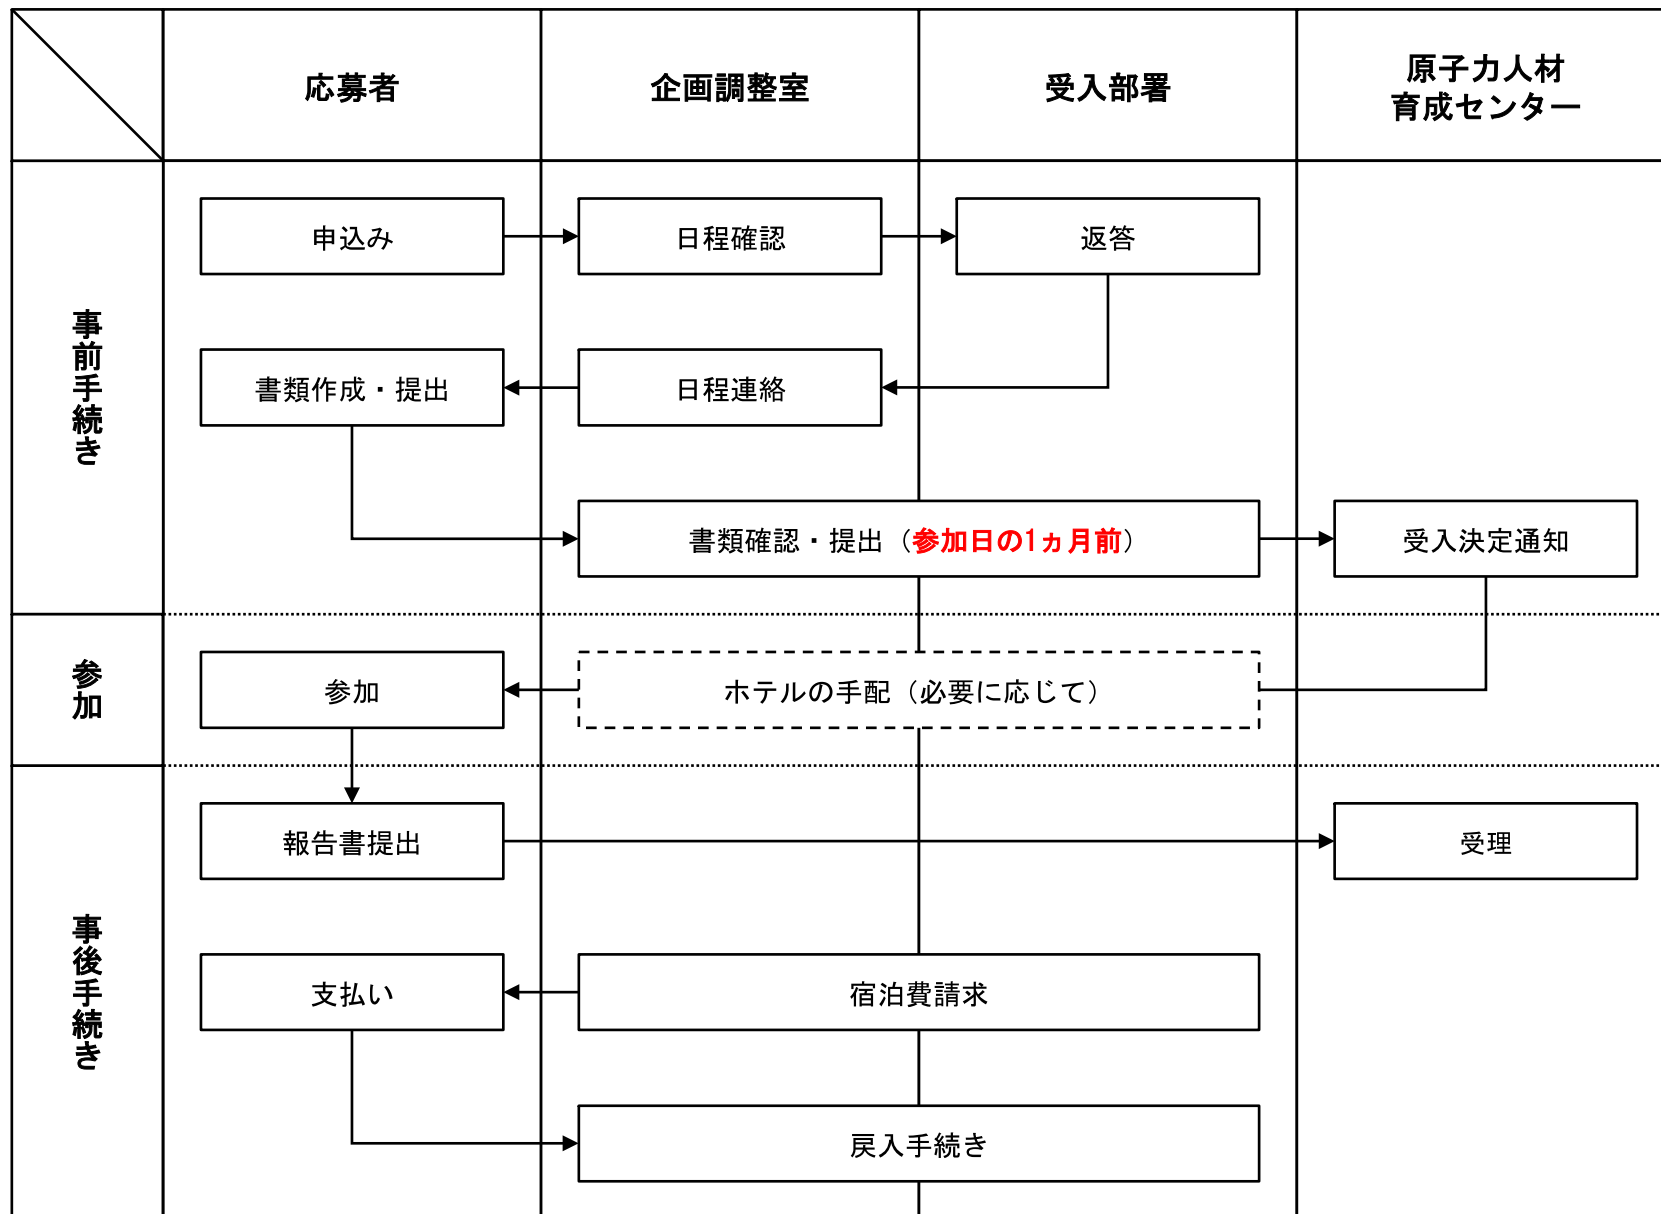 応募者
企画調整室
受入部署
原子力人材
育成センター
事前手続き
申込み
日程確認
返答
書類作成・提出
日程連絡
書類確認・提出（参加日の1ヵ月前）
受入決定通知
参加
参加
ホテルの手配（必要に応じて）
事後手続き
報告書提出
受理
支払い
宿泊費請求
戻入手続き